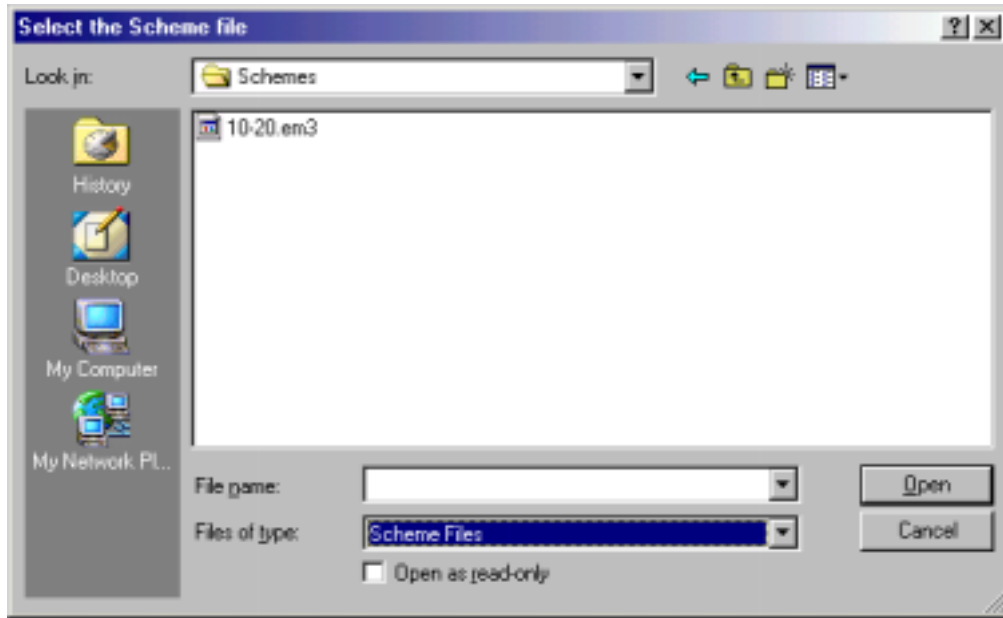 Select the Scheme file
Look in:
Schemes
10-20.em3
History
Desktop
My Computer
My Network Pl...
File name:
Open
Files of type:
Scheme Files
Cancel
Open as read-only